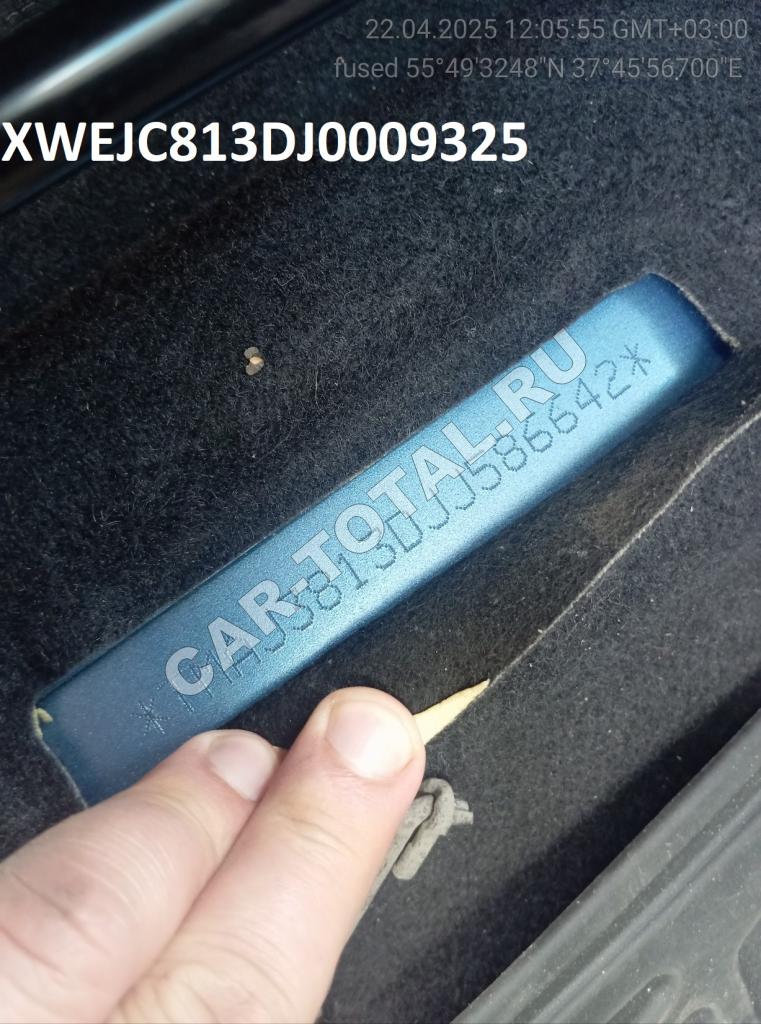 22.04.2025 12:05:55 GMT+03:00
fused 55°49'3248"N 37°45'56700"E
XWEJC813DJ0009325
CAR-TOTAL.RU
*TMAJ3813DJJ586642*